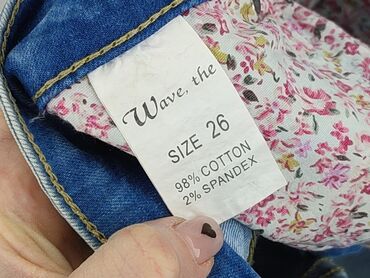 Wave, the
SIZE 26
98% COTTON
2% SPANDEX